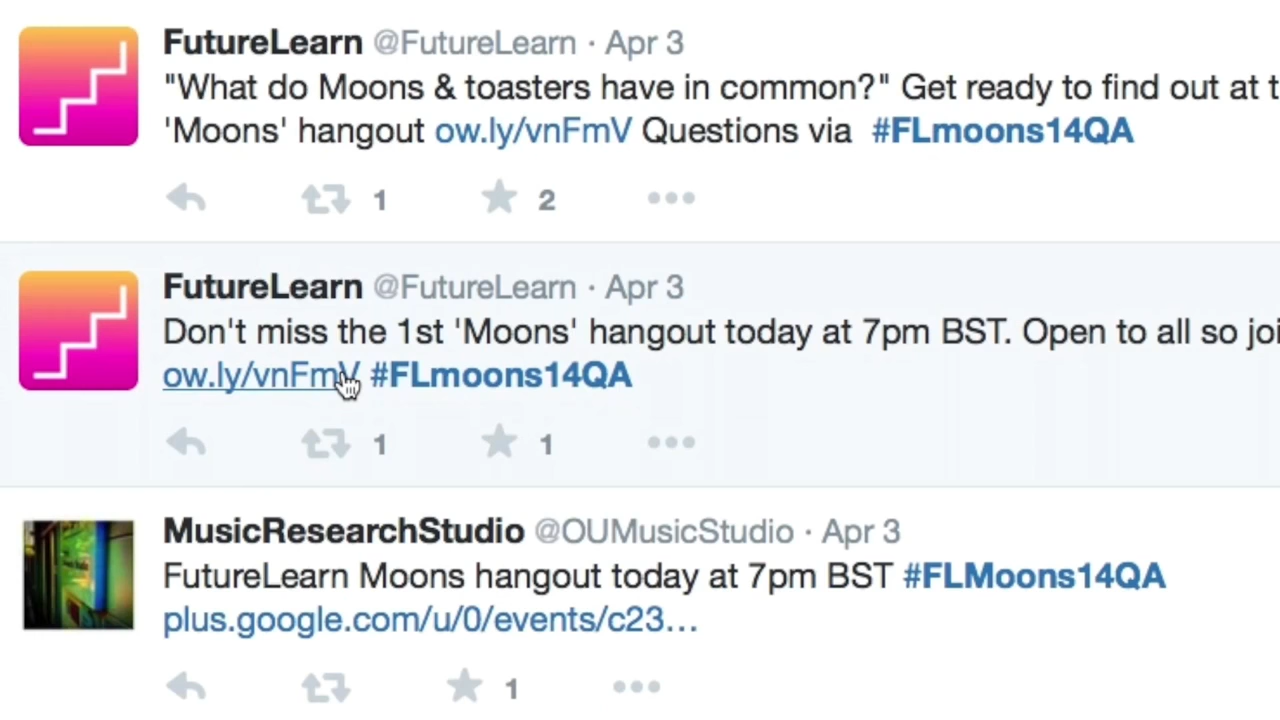 FutureLearn @FutureLearn · Apr 3
"What do Moons & toasters have in common?" Get ready to find out at
'Moons' hangout ow.ly/vnFmV Questions via #FLmoons14QA
1 2
FutureLearn @FutureLearn · Apr 3
Don't miss the 1st 'Moons' hangout today at 7pm BST. Open to all so
ow.ly/vnFmV #FLmoons14QA
1 1
MusicResearchStudio @OUMusicStudio · Apr 3
FutureLearn Moons hangout today at 7pm BST #FLMoons14QA
plus.google.com/u/0/events/c23...
1